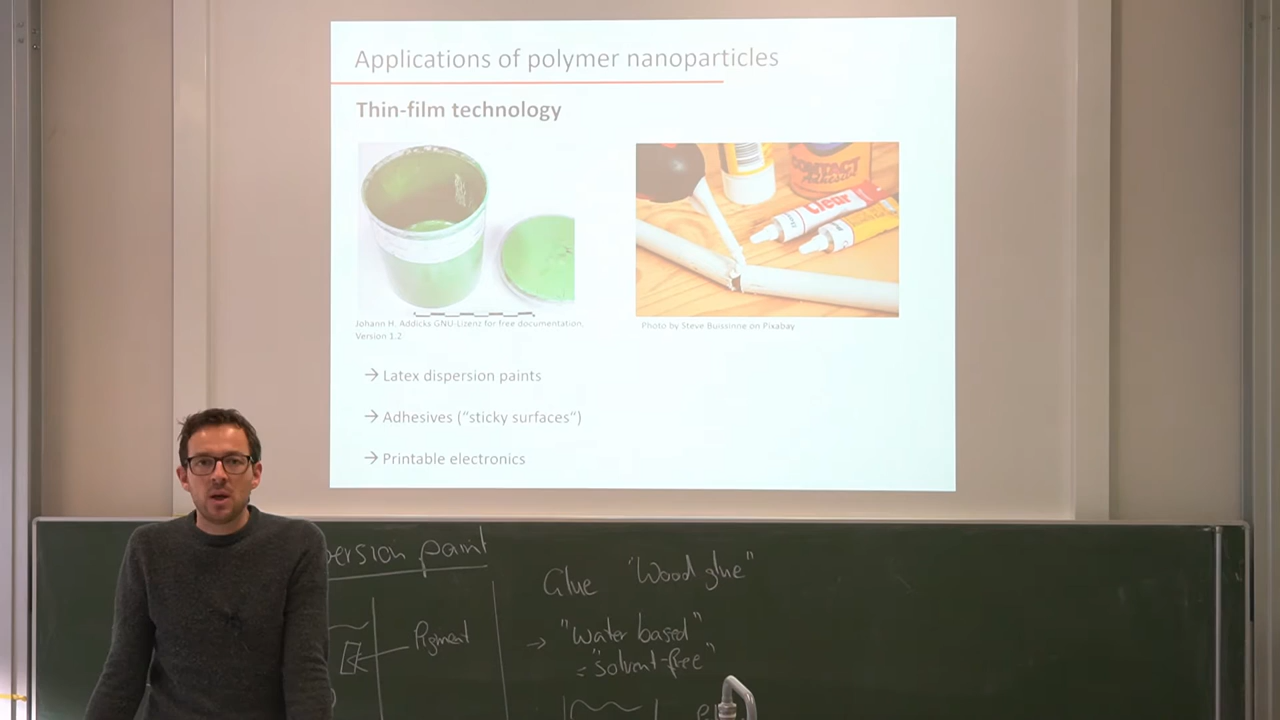 Applications of polymer nanoparticles
Thin-film technology
CONTACT
Clear
Johann H. Addicks GNU-Lizenz for free documentation,
Version 1.2
Photo by Steve Buissinne on Pixabay
→ Latex dispersion paints
→ Adhesives (“sticky surfaces“)
→ Printable electronics
ersion paint
Pigment
Glue "Wood glue"
→ "Water based"
= "solvent-free"